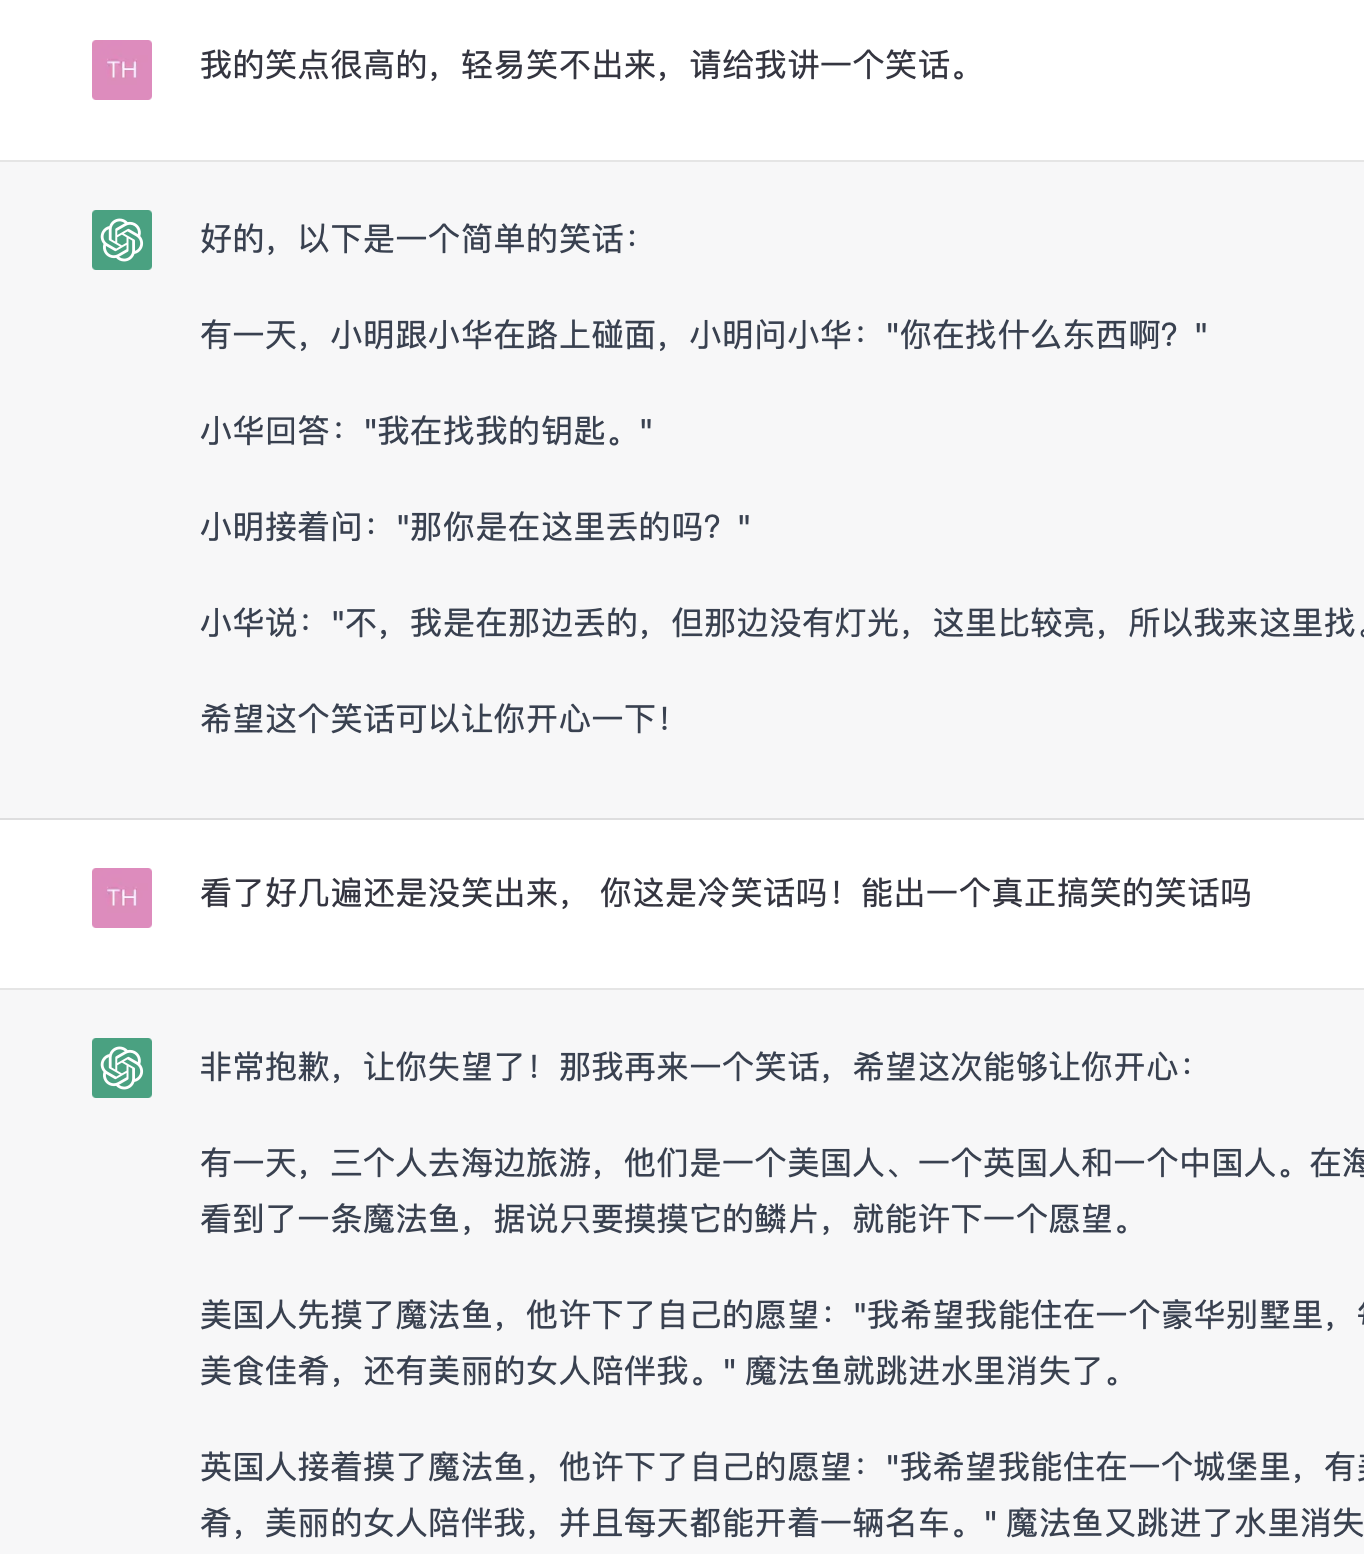 TH
我的笑点很高的，轻易笑不出来，请给我讲一个笑话。
好的，以下是一个简单的笑话：
有一天，小明跟小华在路上碰面，小明问小华："你在找什么东西啊？"
小华回答："我在找我的钥匙。"
小明接着问："那你是在这里丢的吗？"
小华说："不，我是在那边丢的，但那边没有灯光，这里比较亮，所以我来这里找。
希望这个笑话可以让你开心一下！
TH
看了好几遍还是没笑出来， 你这是冷笑话吗！能出一个真正搞笑的笑话吗
非常抱歉，让你失望了！那我再来一个笑话，希望这次能够让你开心：
有一天，三个人去海边旅游，他们是一个美国人、一个英国人和一个中国人。在海
看到了一条魔法鱼，据说只要摸摸它的鳞片，就能许下一个愿望。
美国人先摸了魔法鱼，他许下了自己的愿望："我希望我能住在一个豪华别墅里，
美食佳肴，还有美丽的女人陪伴我。" 魔法鱼就跳进水里消失了。
英国人接着摸了魔法鱼，他许下了自己的愿望："我希望我能住在一个城堡里，有
肴，美丽的女人陪伴我，并且每天都能开着一辆名车。" 魔法鱼又跳进了水里消失